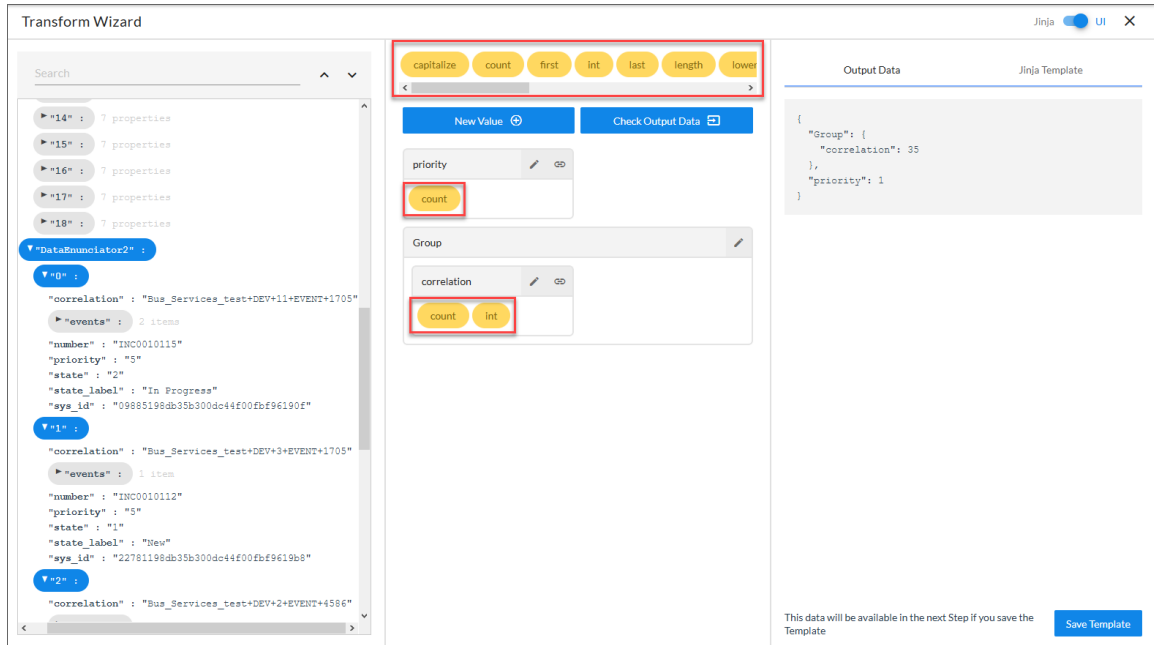 Transform Wizard
Jinja UI
Search
"14" : 7 properties
"15" : 7 properties
"16" : 7 properties
"17" : 7 properties
"18" : 7 properties
"DataEnunciator2" :
"0" :
"correlation" : "Bus_Services_test+DEV+11+EVENT+1705"
"events" : 2 items
"number" : "INC0010115"
"priority" : "5"
"state" : "2"
"state_label" : "In Progress"
"sys_id" : "09885198db35b300dc44f00fbf96190f"
"1" :
"correlation" : "Bus_Services_test+DEV+3+EVENT+1705"
"events" : 1 item
"number" : "INC0010112"
"priority" : "5"
"state" : "1"
"state_label" : "New"
"sys_id" : "22781198db35b300dc44f00fbf9619b8"
"2" :
"correlation" : "Bus_Services_test+DEV+2+EVENT+4586"
capitalize count first int last length lower
New Value Check Output Data
priority
count
Group
correlation
count int
Output Data Jinja Template
{
"Group": {
"correlation": 35
},
"priority": 1
}
This data will be available in the next Step if you save the
Template
Save Template